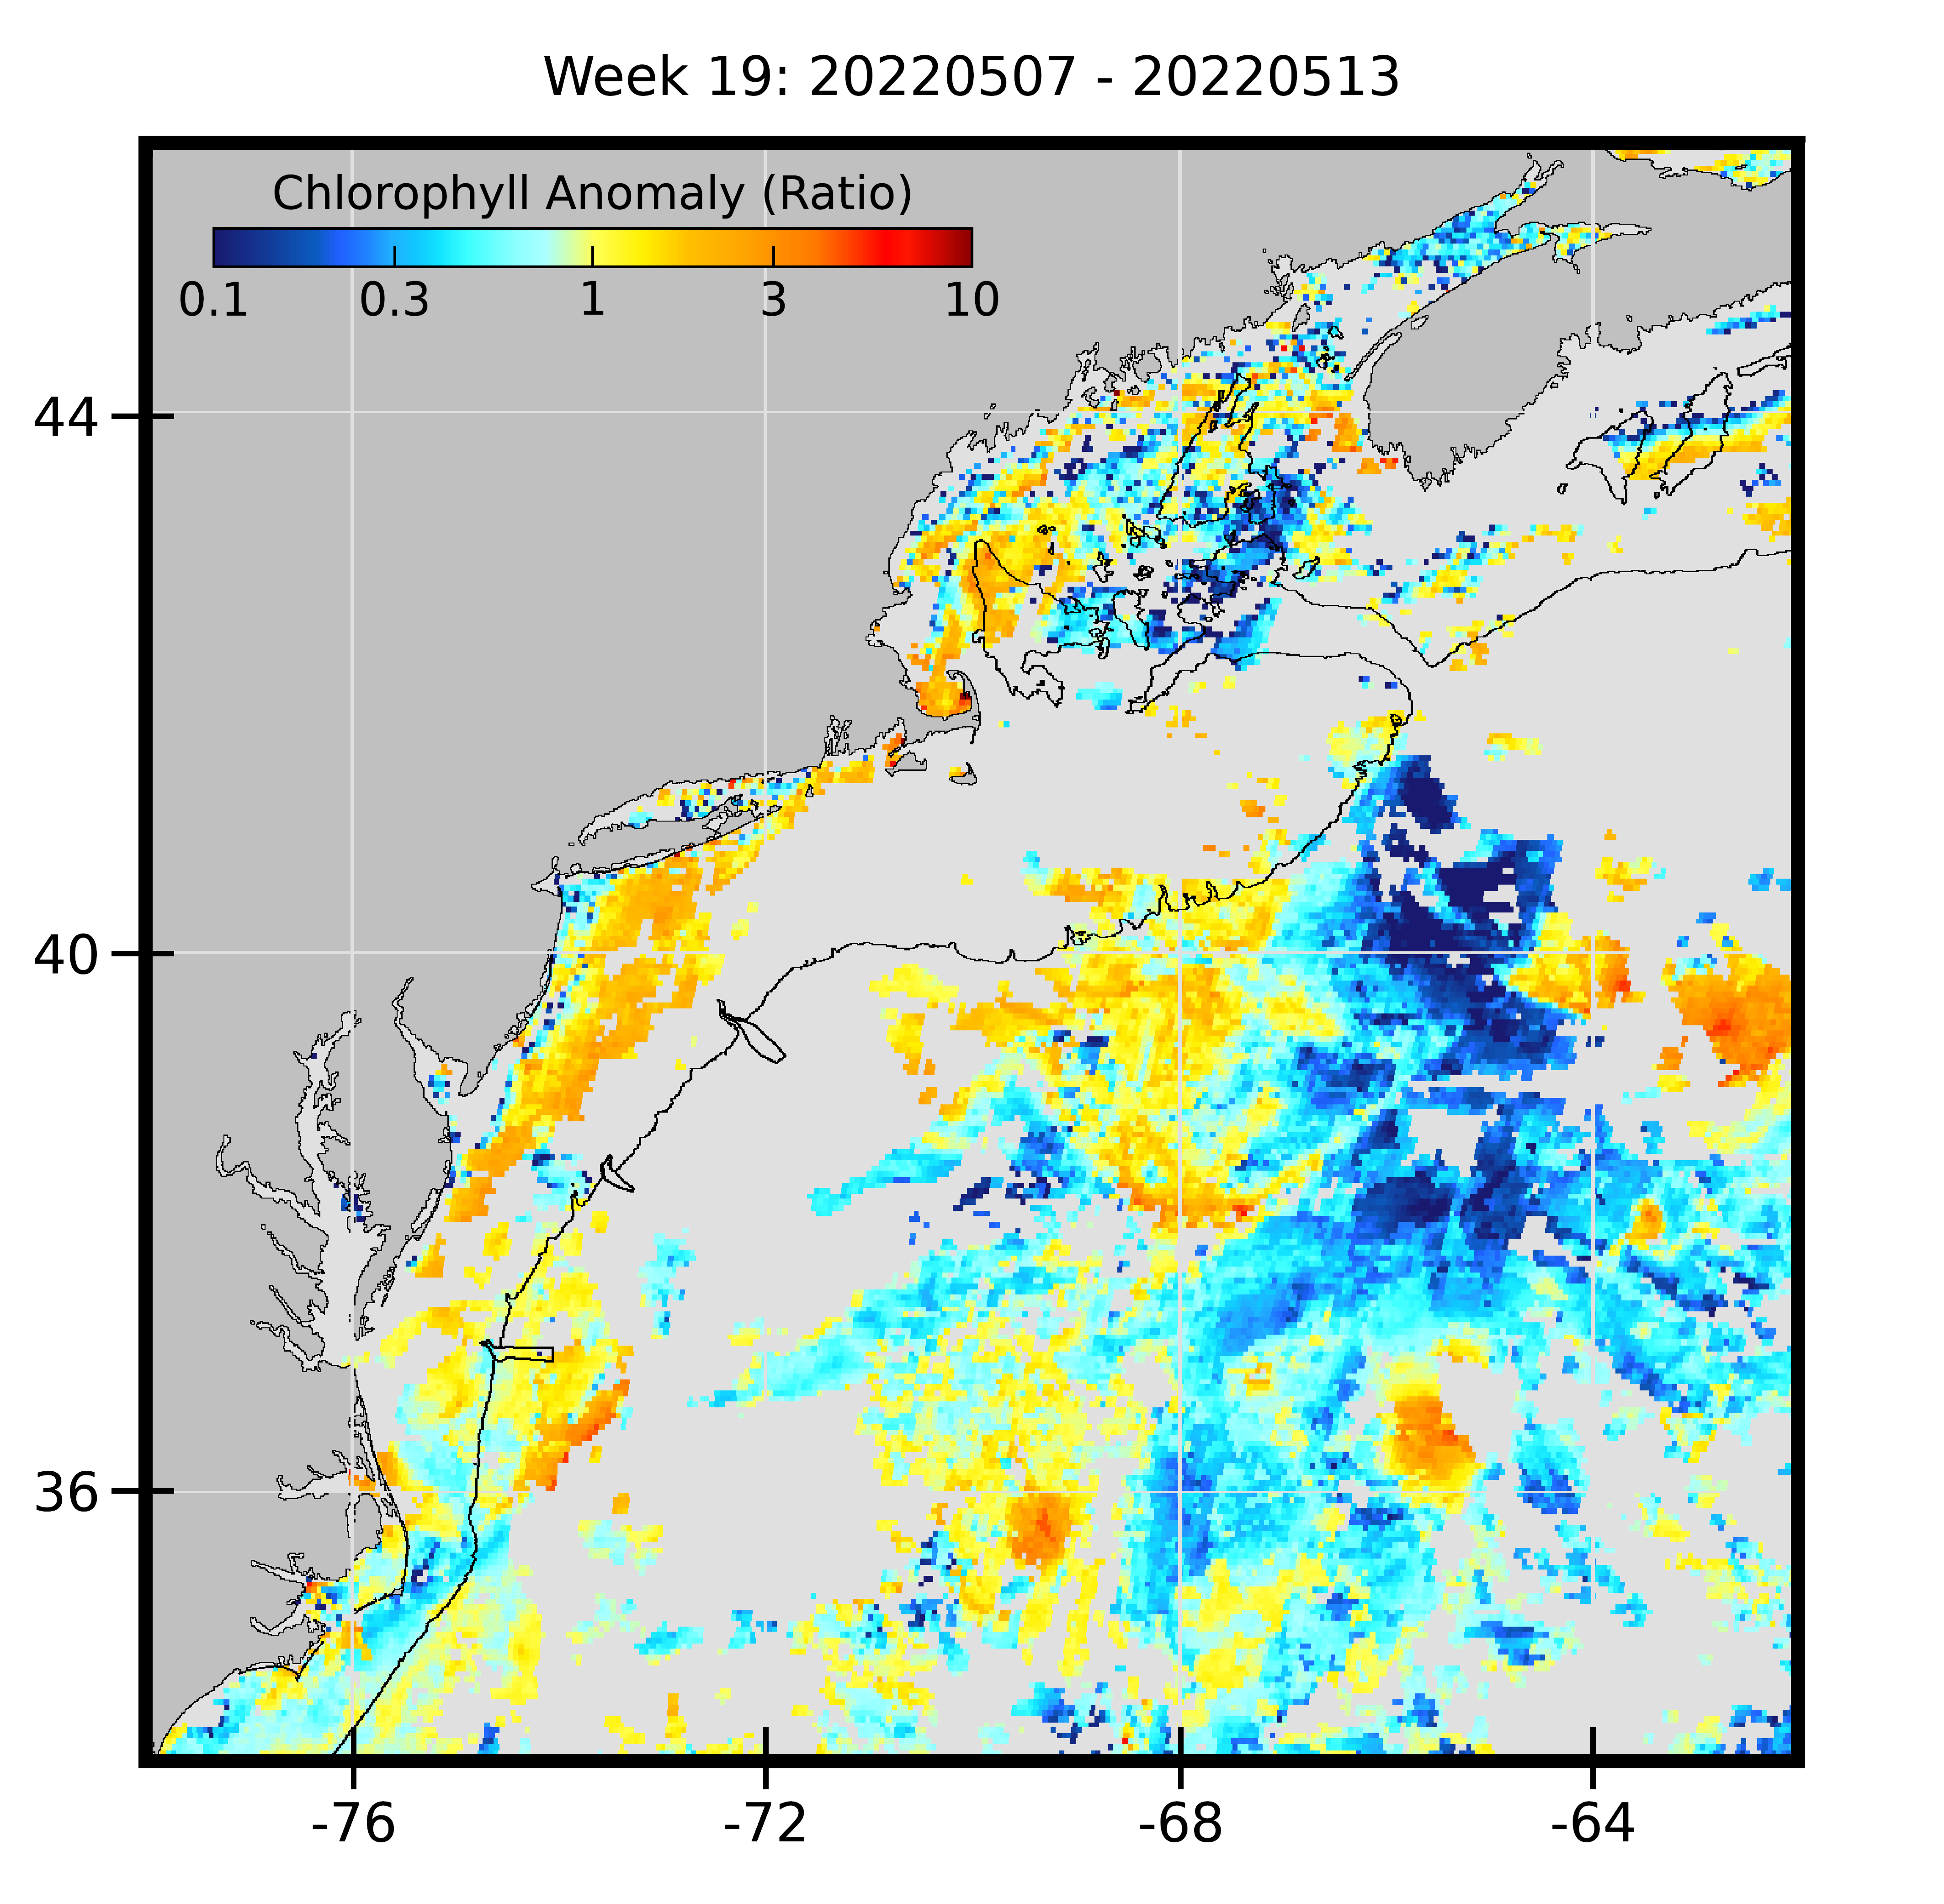 Week 19: 20220507 - 20220513
Chlorophyll Anomaly (Ratio)
0.1 0.3 1 3 10
44
40
36
-76 -72 -68 -64